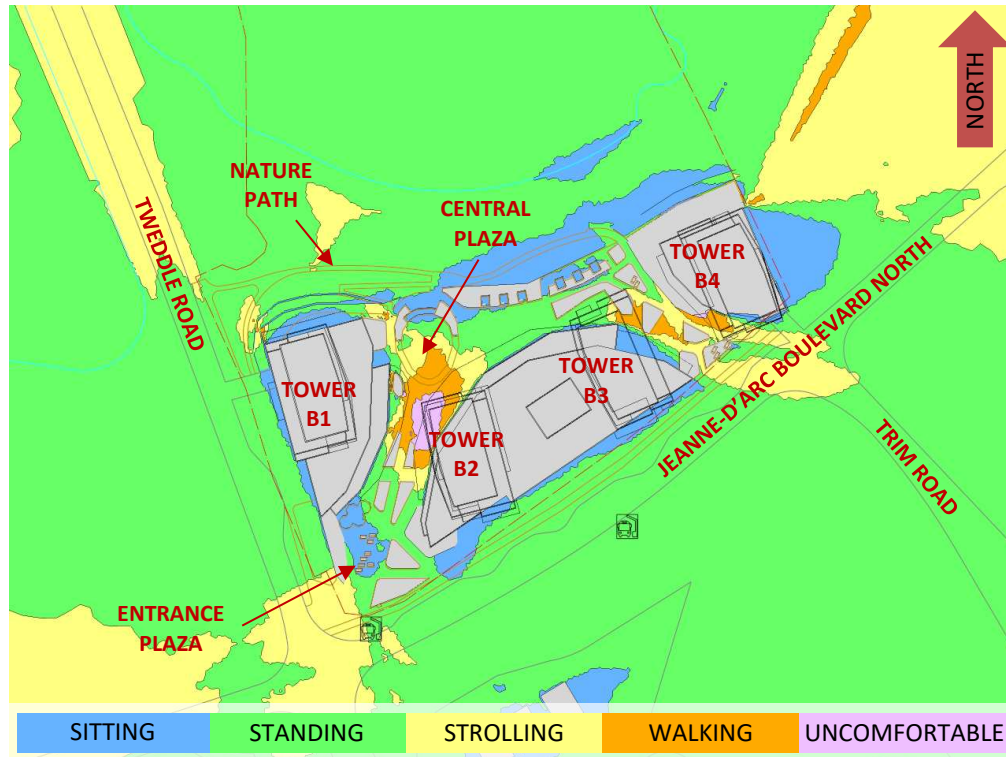 NORTH
NATURE
PATH
CENTRAL
PLAZA
TWEDDLE ROAD
TOWER
B4
TOWER
B1
TOWER
B3
TOWER
B2
JEANNE-D'ARC BOULEVARD NORTH
TRIM ROAD
ENTRANCE
PLAZA
SITTING
STANDING
STROLLING
WALKING
UNCOMFORTABLE